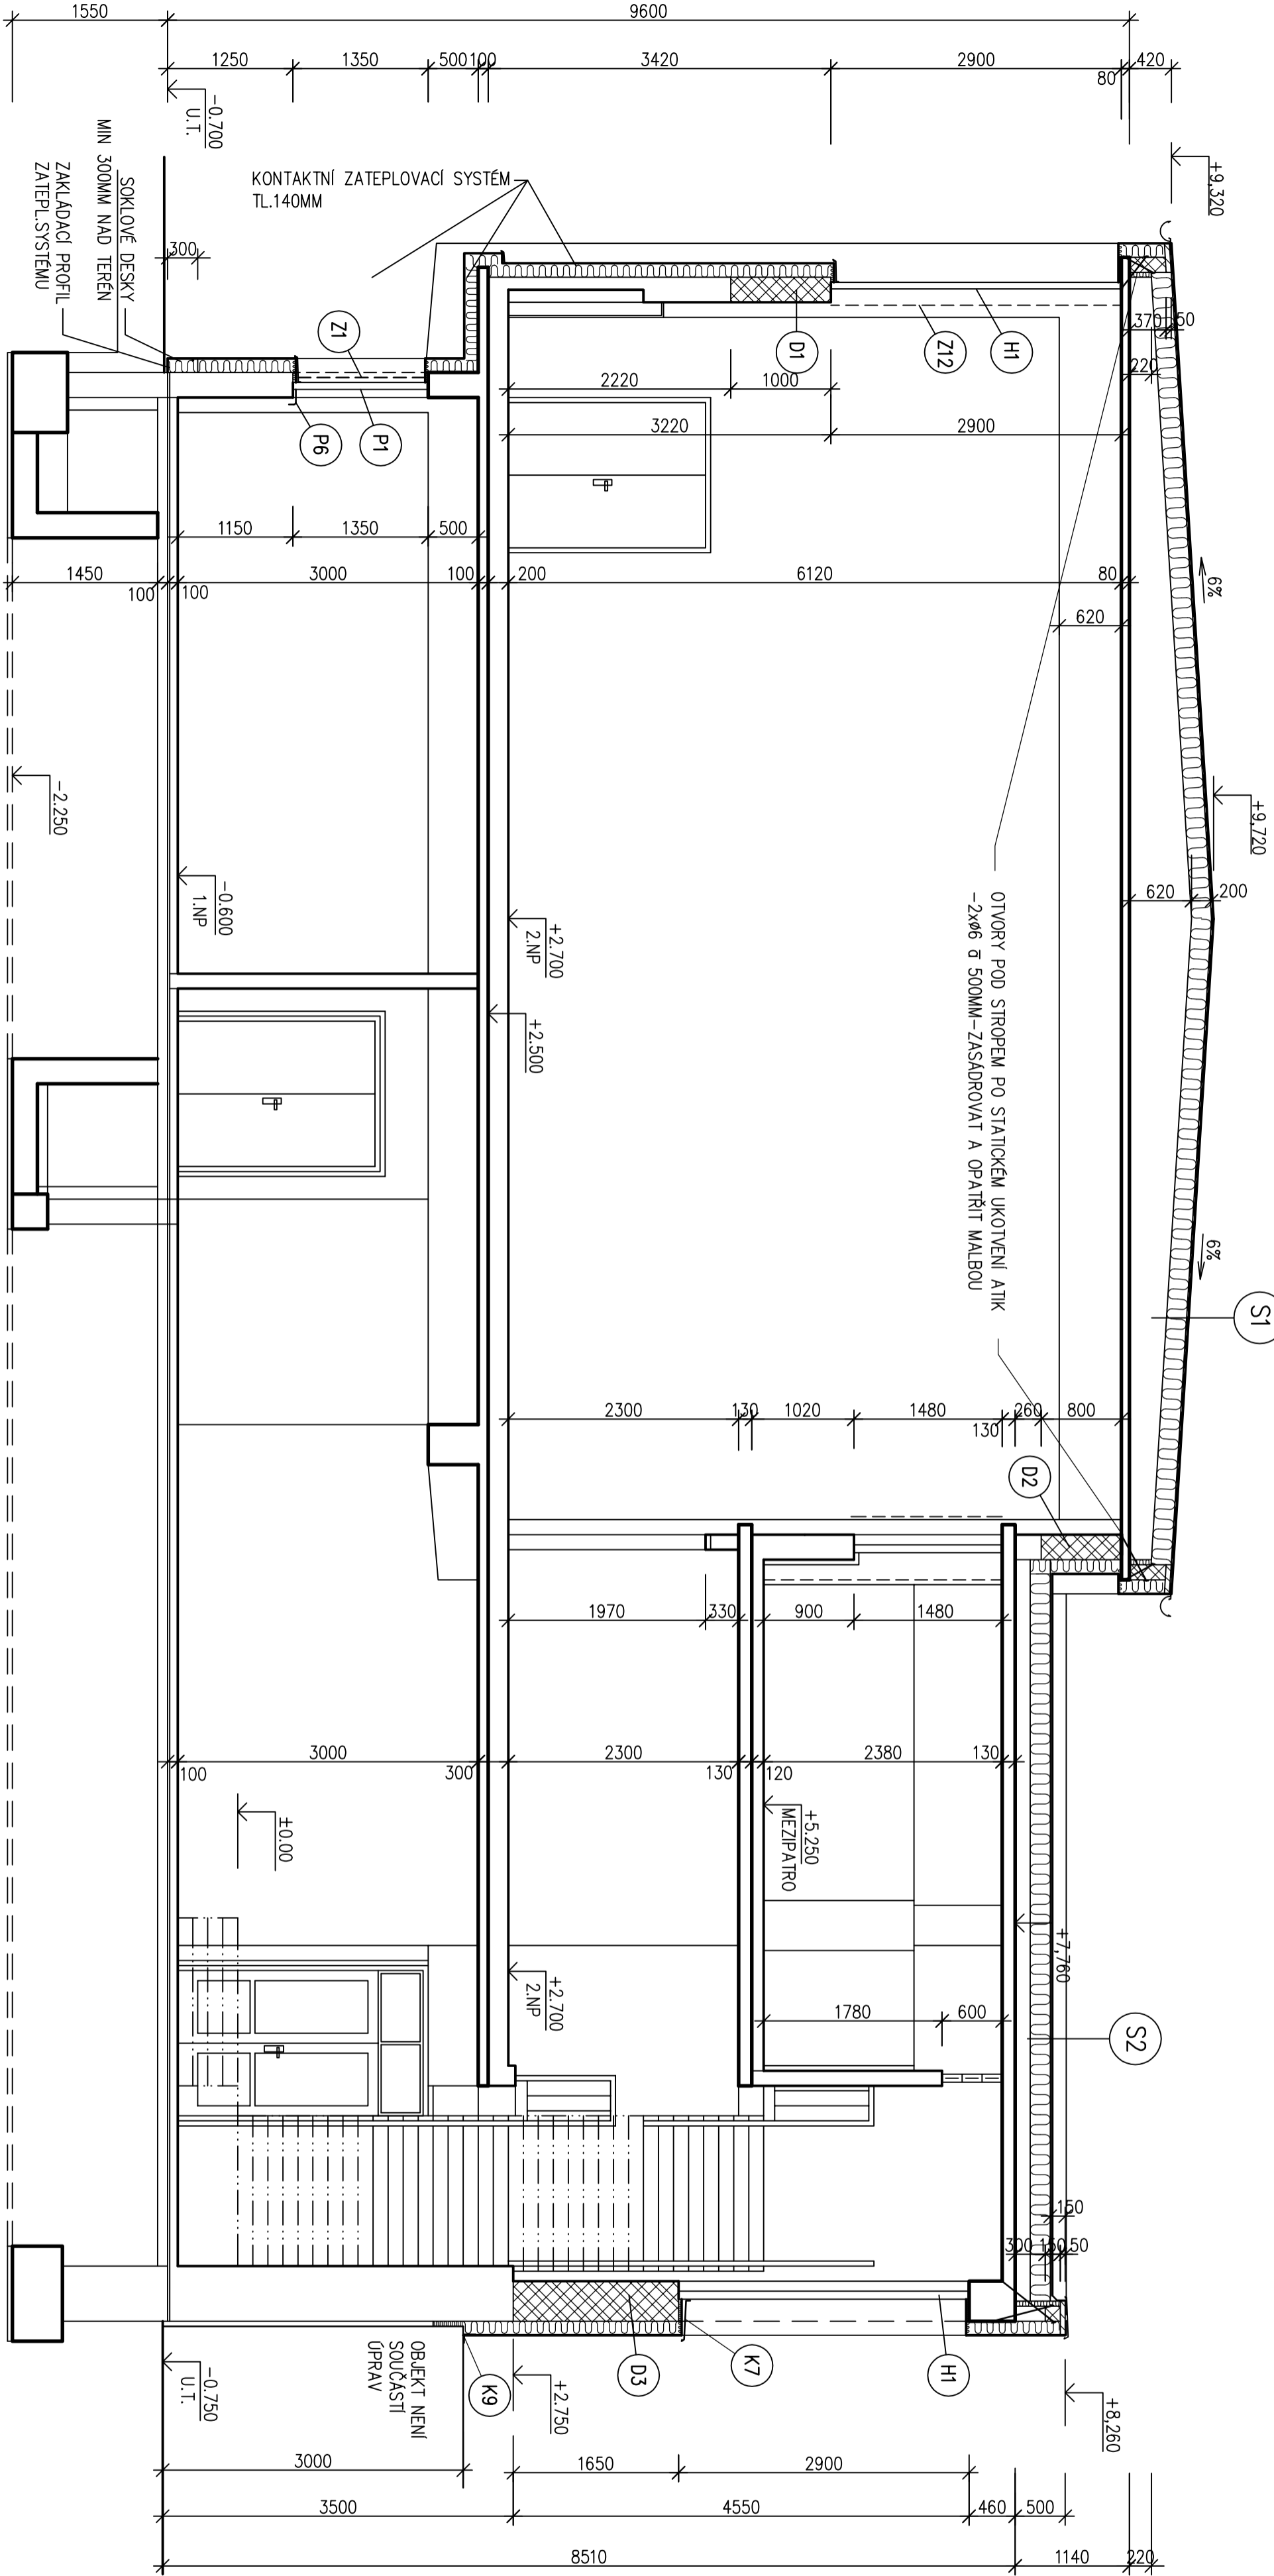 1550
9600
1250
1350
500
100
3420
2900
80
420
-0.700
U.T.
+9,320
KONTAKTNÍ ZATEPLOVACÍ SYSTÉM
TL.140MM
SOKLOVÉ DESKY
MIN 300MM NAD TERÉN
ZAKLÁDACÍ PROFIL
ZATEPL.SYSTÉMU
300
Z1
P1
P6
D1
Z12
H1
370
50
220
2220
1000
3220
2900
1150
1350
500
1450
100
100
3000
100
200
6120
80
620
6%
+9,720
-2.250
-0.600
1.NP
+2.700
2.NP
+2.500
620
200
OTVORY POD STROPEM PO STATICKÉM UKOTVENÍ ATIK
-2xø6 ā 500MM-ZASÁDROVAT A OPATŘIT MALBOU
6%
S1
2300
130
1020
1480
130
260
800
D2
1970
330
900
1480
3000
100
300
2300
130
120
2380
130
±0.00
+5.250
MEZIPATRO
+7,760
+2.700
2.NP
1780
600
S2
150
300
150
50
OBJEKT NENÍ
SOUČÁSTÍ
ÚPRAV
K9
D3
K7
H1
-0.750
U.T.
+2.750
+8,260
3000
1650
2900
3500
4550
460
500
8510
1140
220